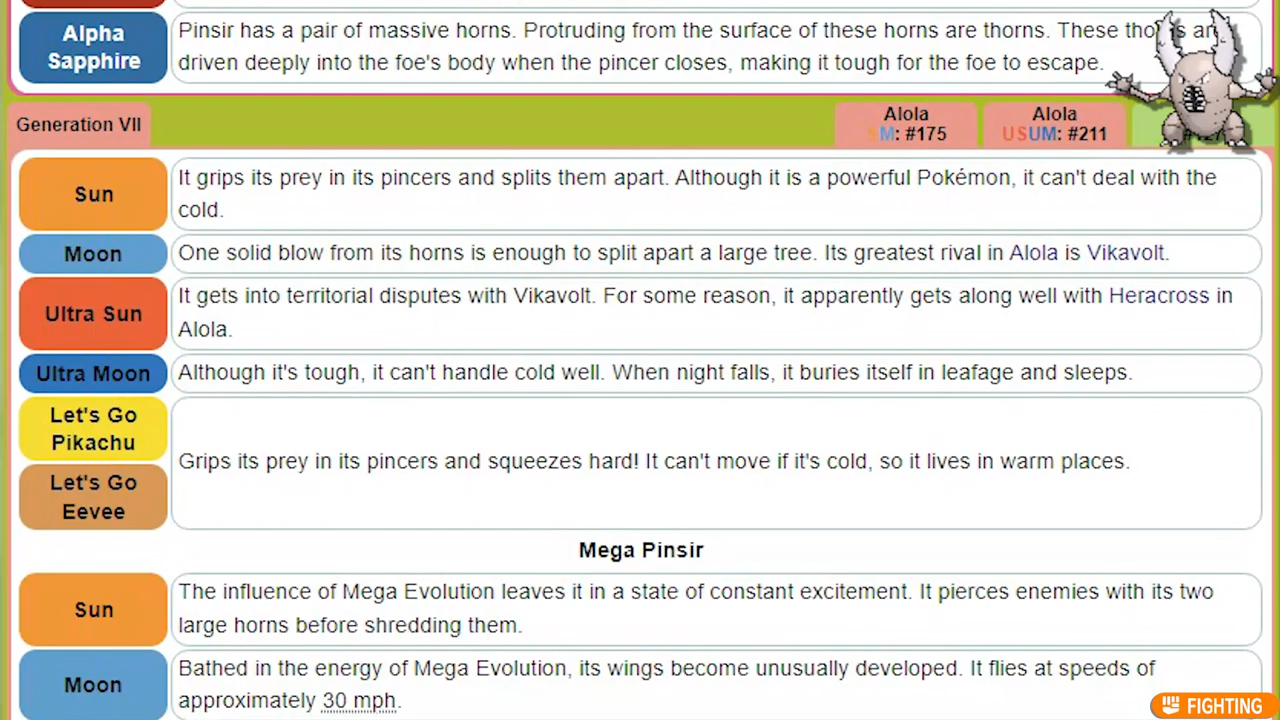 Alpha
Sapphire
Pinsir has a pair of massive horns. Protruding from the surface of these horns are thorns. These are
driven deeply into the foe's body when the pincer closes, making it tough for the foe to escape.
Generation VII
Alola
SM: #175
Alola
USUM: #211
Sun
It grips its prey in its pincers and splits them apart. Although it is a powerful Pokémon, it can't deal with the
cold.
Moon
One solid blow from its horns is enough to split apart a large tree. Its greatest rival in Alola is Vikavolt.
Ultra Sun
It gets into territorial disputes with Vikavolt. For some reason, it apparently gets along well with Heracross in
Alola.
Ultra Moon
Although it's tough, it can't handle cold well. When night falls, it buries itself in leafage and sleeps.
Let's Go
Pikachu
Let's Go
Eevee
Grips its prey in its pincers and squeezes hard! It can't move if it's cold, so it lives in warm places.
Mega Pinsir
Sun
The influence of Mega Evolution leaves it in a state of constant excitement. It pierces enemies with its two
large horns before shredding them.
Moon
Bathed in the energy of Mega Evolution, its wings become unusually developed. It flies at speeds of
approximately 30 mph.
FIGHTING